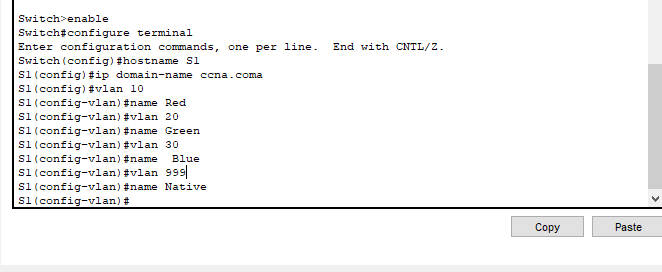 Switch>enable
Switch#configure terminal
Enter configuration commands, one per line.  End with CNTL/Z.
Switch(config)#hostname S1
S1(config)#ip domain-name ccna.coma
S1(config)#vlan 10
S1(config-vlan)#name Red
S1(config-vlan)#vlan 20
S1(config-vlan)#name Green
S1(config-vlan)#vlan 30
S1(config-vlan)#name  Blue
S1(config-vlan)#vlan 999
S1(config-vlan)#name Native
S1(config-vlan)#
Copy Paste